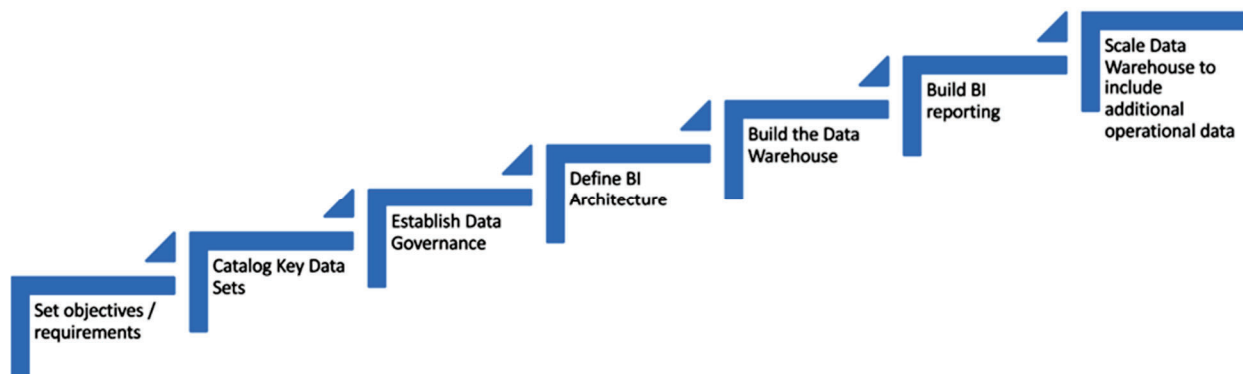 Set objectives /
requirements
Catalog Key Data
Sets
Establish Data
Governance
Define BI
Architecture
Build the Data
Warehouse
Build BI
reporting
Scale Data
Warehouse to
include
additional
operational data